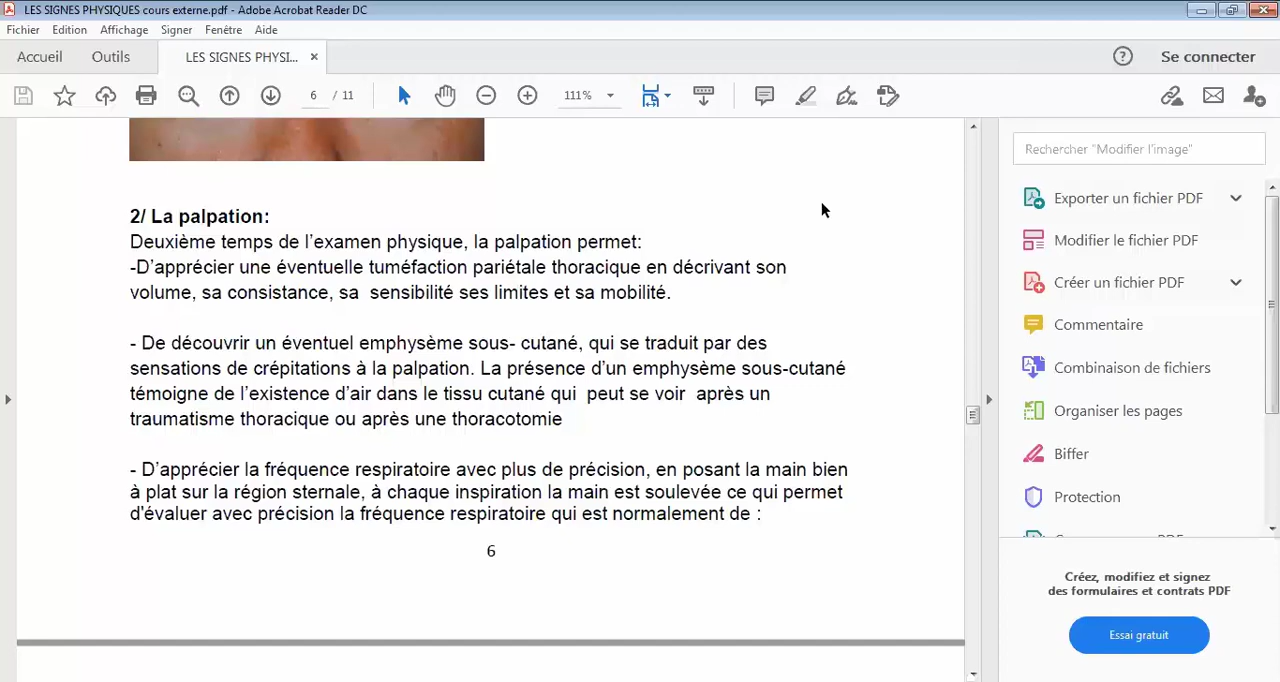 LES SIGNES PHYSIQUES cours externe.pdf - Adobe Acrobat Reader DC
Fichier Edition Affichage Signer Fenêtre Aide
Accueil Outils LES SIGNES PHYSI... × Se connecter
6 / 11 111%
Rechercher "Modifier l'image"
Exporter un fichier PDF
Modifier le fichier PDF
Créer un fichier PDF
Commentaire
Combinaison de fichiers
Organiser les pages
Biffer
Protection
Créez, modifiez et signez
des formulaires et contrats PDF
Essai gratuit
2/ La palpation:
Deuxième temps de l'examen physique, la palpation permet:
-D'apprécier une éventuelle tuméfaction pariétale thoracique en décrivant son
volume, sa consistance, sa sensibilité ses limites et sa mobilité.
- De découvrir un éventuel emphysème sous- cutané, qui se traduit par des
sensations de crépitations à la palpation. La présence d'un emphysème sous-cutané
témoigne de l'existence d'air dans le tissu cutané qui peut se voir après un
traumatisme thoracique ou après une thoracotomie
- D'apprécier la fréquence respiratoire avec plus de précision, en posant la main bien
à plat sur la région sternale, à chaque inspiration la main est soulevée ce qui permet
d'évaluer avec précision la fréquence respiratoire qui est normalement de :
6